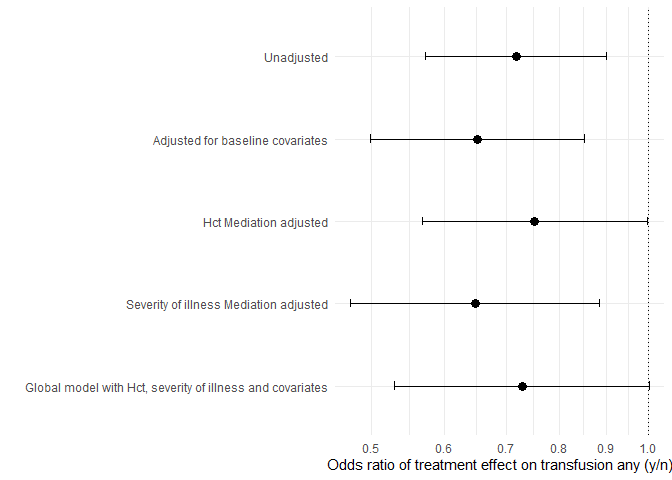 Unadjusted
Adjusted for baseline covariates
Hct Mediation adjusted
Severity of illness Mediation adjusted
Global model with Hct, severity of illness and covariates
0.5 0.6 0.7 0.8 0.9 1.0
Odds ratio of treatment effect on transfusion any (y/n)